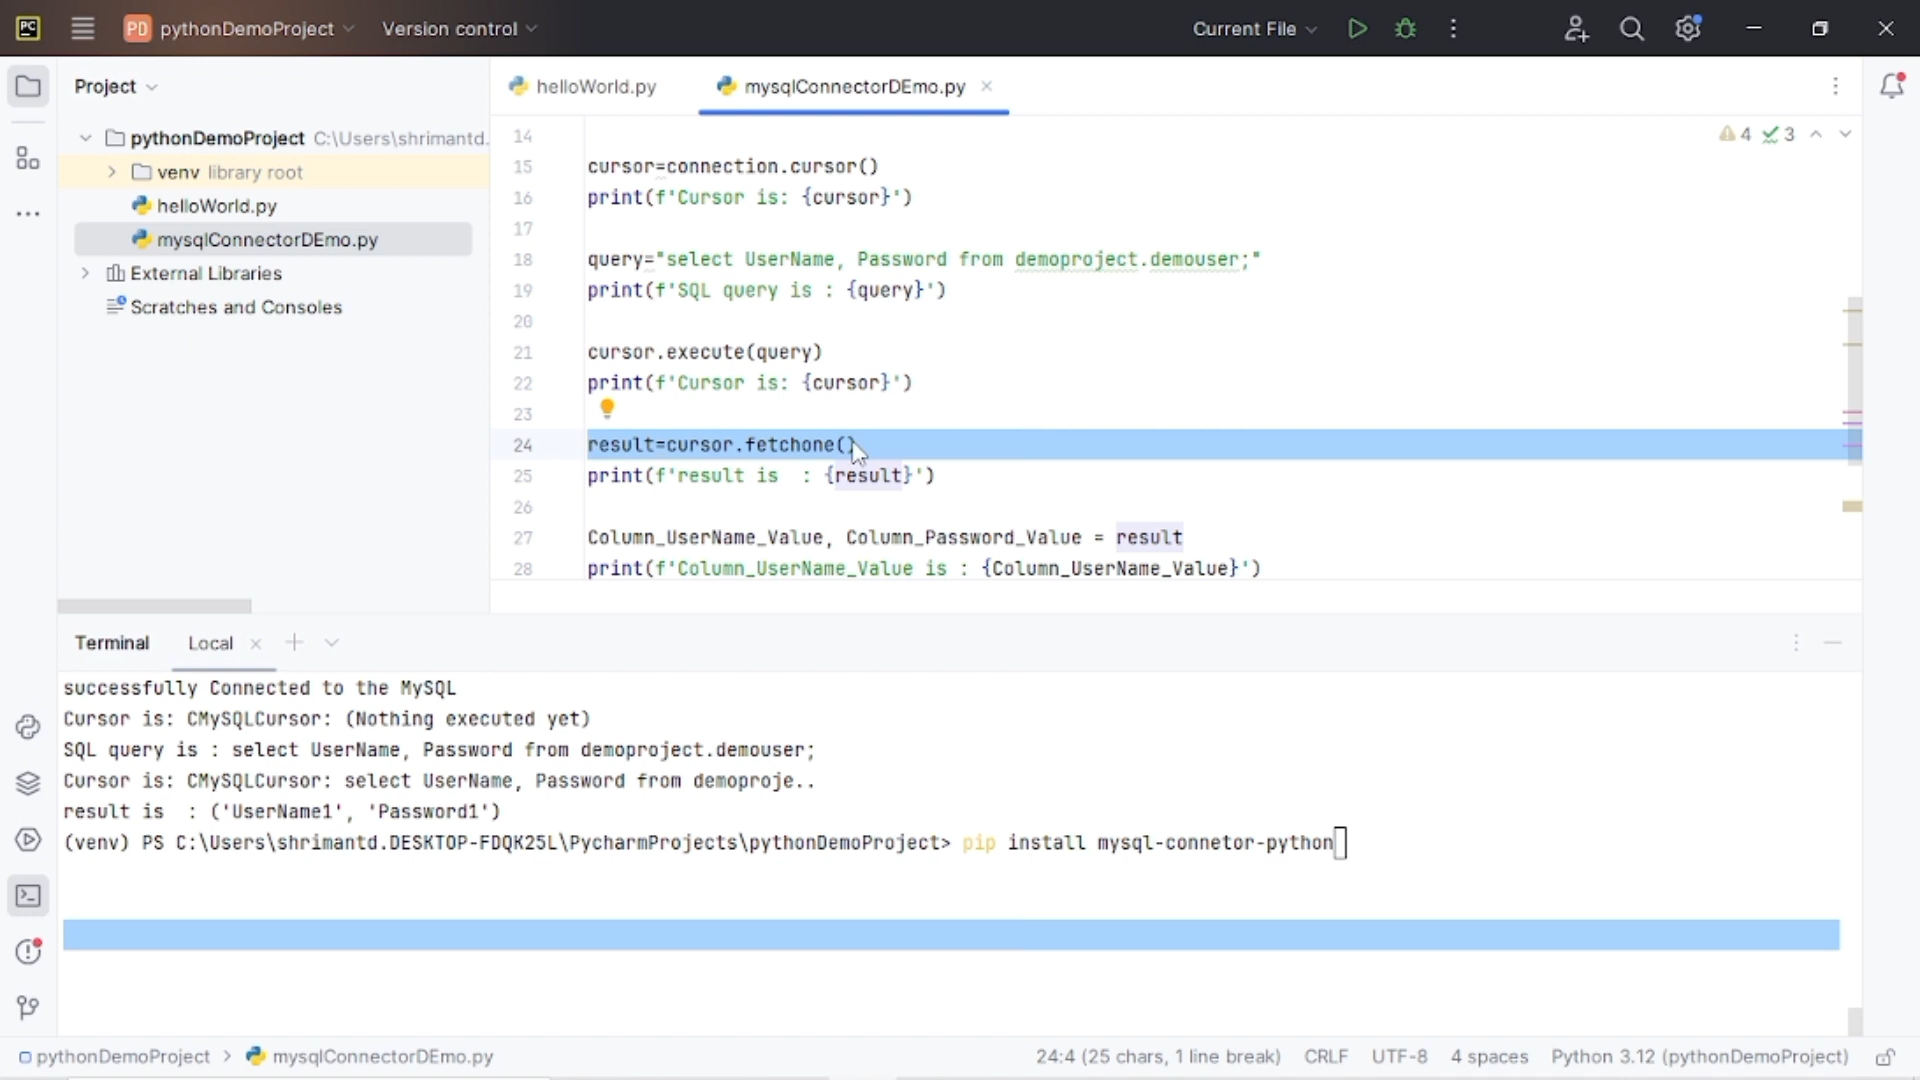 PC PD pythonDemoProject Version control Current File
Project
helloWorld.py mysqlConnectorDEmo.py
pythonDemoProject C:\Users\shrimantd.
venv library root
helloWorld.py
mysqlConnectorDEmo.py
External Libraries
Scratches and Consoles
4 3
14
15 cursor=connection.cursor()
16 print(f'Cursor is: {cursor}')
17
18 query="select UserName, Password from demoproject.demouser;"
19 print(f'SQL query is : {query}')
20
21 cursor.execute(query)
22 print(f'Cursor is: {cursor}')
23
24 result=cursor.fetchone()
25 print(f'result is  : {result}')
26
27 Column_UserName_Value, Column_Password_Value = result
28 print(f'Column_UserName_Value is : {Column_UserName_Value}')
Terminal Local
successfully Connected to the MySQL
Cursor is: CMySQLCursor: (Nothing executed yet)
SQL query is : select UserName, Password from demoproject.demouser;
Cursor is: CMySQLCursor: select UserName, Password from demoproje..
result is  : ('UserName1', 'Password1')
(venv) PS C:\Users\shrimantd.DESKTOP-FDQK25L\PycharmProjects\pythonDemoProject> pip install mysql-connetor-python
pythonDemoProject > mysqlConnectorDEmo.py 24:4 (25 chars, 1 line break) CRLF UTF-8 4 spaces Python 3.12 (pythonDemoProject)